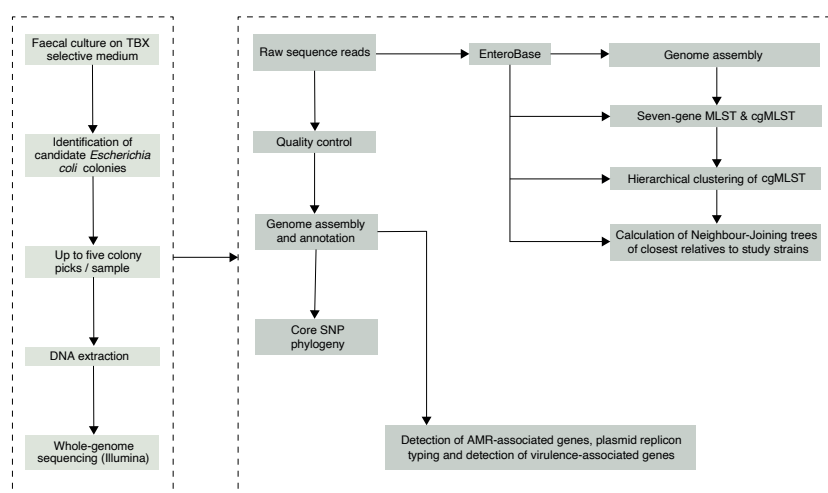 Faecal culture on TBX
selective medium
Identification of
candidate Escherichia
coli colonies
Up to five colony
picks / sample
DNA extraction
Whole-genome
sequencing (Illumina)
Raw sequence reads
Quality control
Genome assembly
and annotation
Core SNP
phylogeny
EnteroBase
Genome assembly
Seven-gene MLST & cgMLST
Hierarchical clustering of cgMLST
Calculation of Neighbour-Joining trees
of closest relatives to study strains
Detection of AMR-associated genes, plasmid replicon
typing and detection of virulence-associated genes